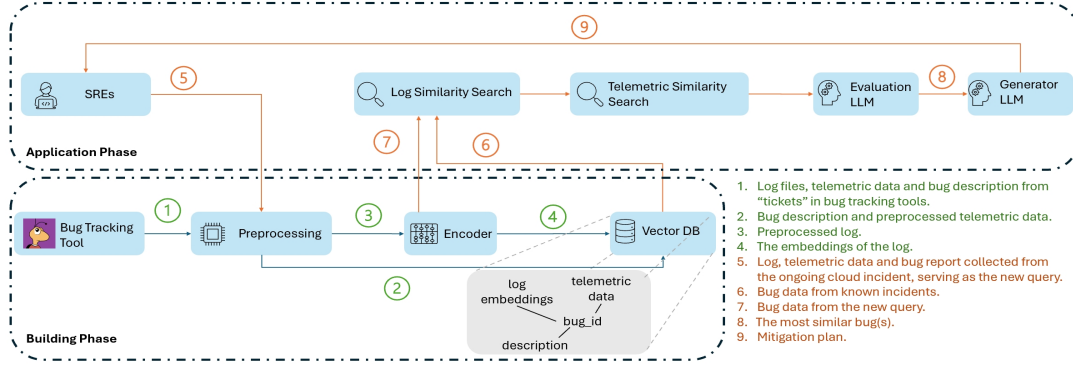 9
SREs
5
Log Similarity Search
Telemetric Similarity
Search
Evaluation
LLM
8
Generator
LLM
7
6
Application Phase
1
Bug Tracking
Tool
Preprocessing
3
Encoder
4
Vector DB
2
log
embeddings
telemetric
data
bug_id
description
Building Phase
1. Log files, telemetric data and bug description from
“tickets” in bug tracking tools.
2. Bug description and preprocessed telemetric data.
3. Preprocessed log.
4. The embeddings of the log.
5. Log, telemetric data and bug report collected from
the ongoing cloud incident, serving as the new query.
6. Bug data from known incidents.
7. Bug data from the new query.
8. The most similar bug(s).
9. Mitigation plan.